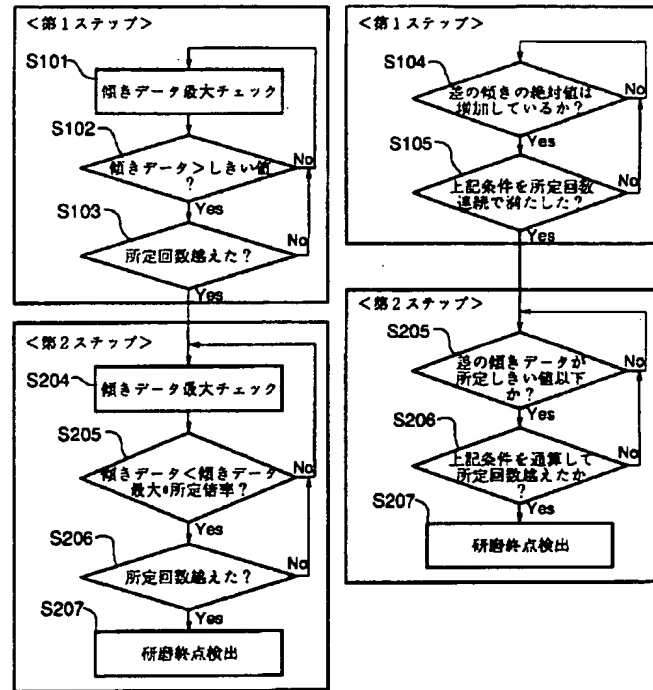 <第1ステップ>
S101
傾きデータ最大チェック
S102
傾きデータ>しきい値
?
No
Yes
S103
所定回数越えた?
No
Yes
<第2ステップ>
S204
傾きデータ最大チェック
S205
傾きデータ<傾きデータ
最大*所定倍率?
No
Yes
S206
所定回数越えた?
No
Yes
S207
研磨終点検出
<第1ステップ>
S104
差の傾きの絶対値は
増加しているか?
No
Yes
S105
上記条件を所定回数
連続で満たした?
No
Yes
<第2ステップ>
S205
差の傾きデータが
所定しきい値以下
か?
No
Yes
S206
上記条件を通算して
所定回数越えたか
?
No
Yes
S207
研磨終点検出